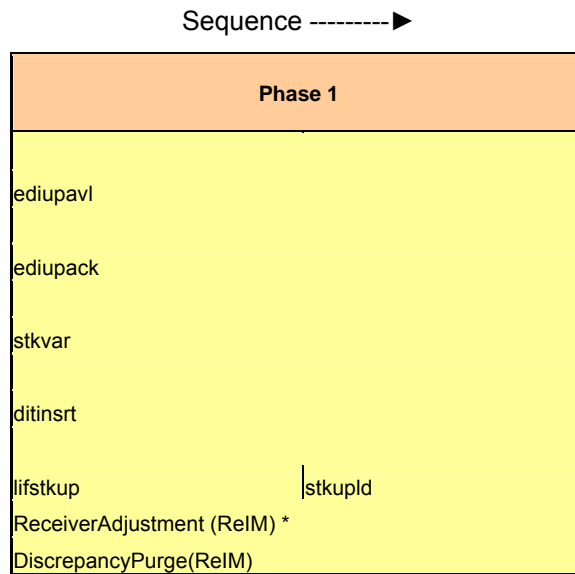 Sequence ---------►
Phase 1
ediupavl
ediupack
stkvar
ditinsrt
lifstkup stkupld
ReceiverAdjustment (ReIM) *
DiscrepancyPurge(ReIM)